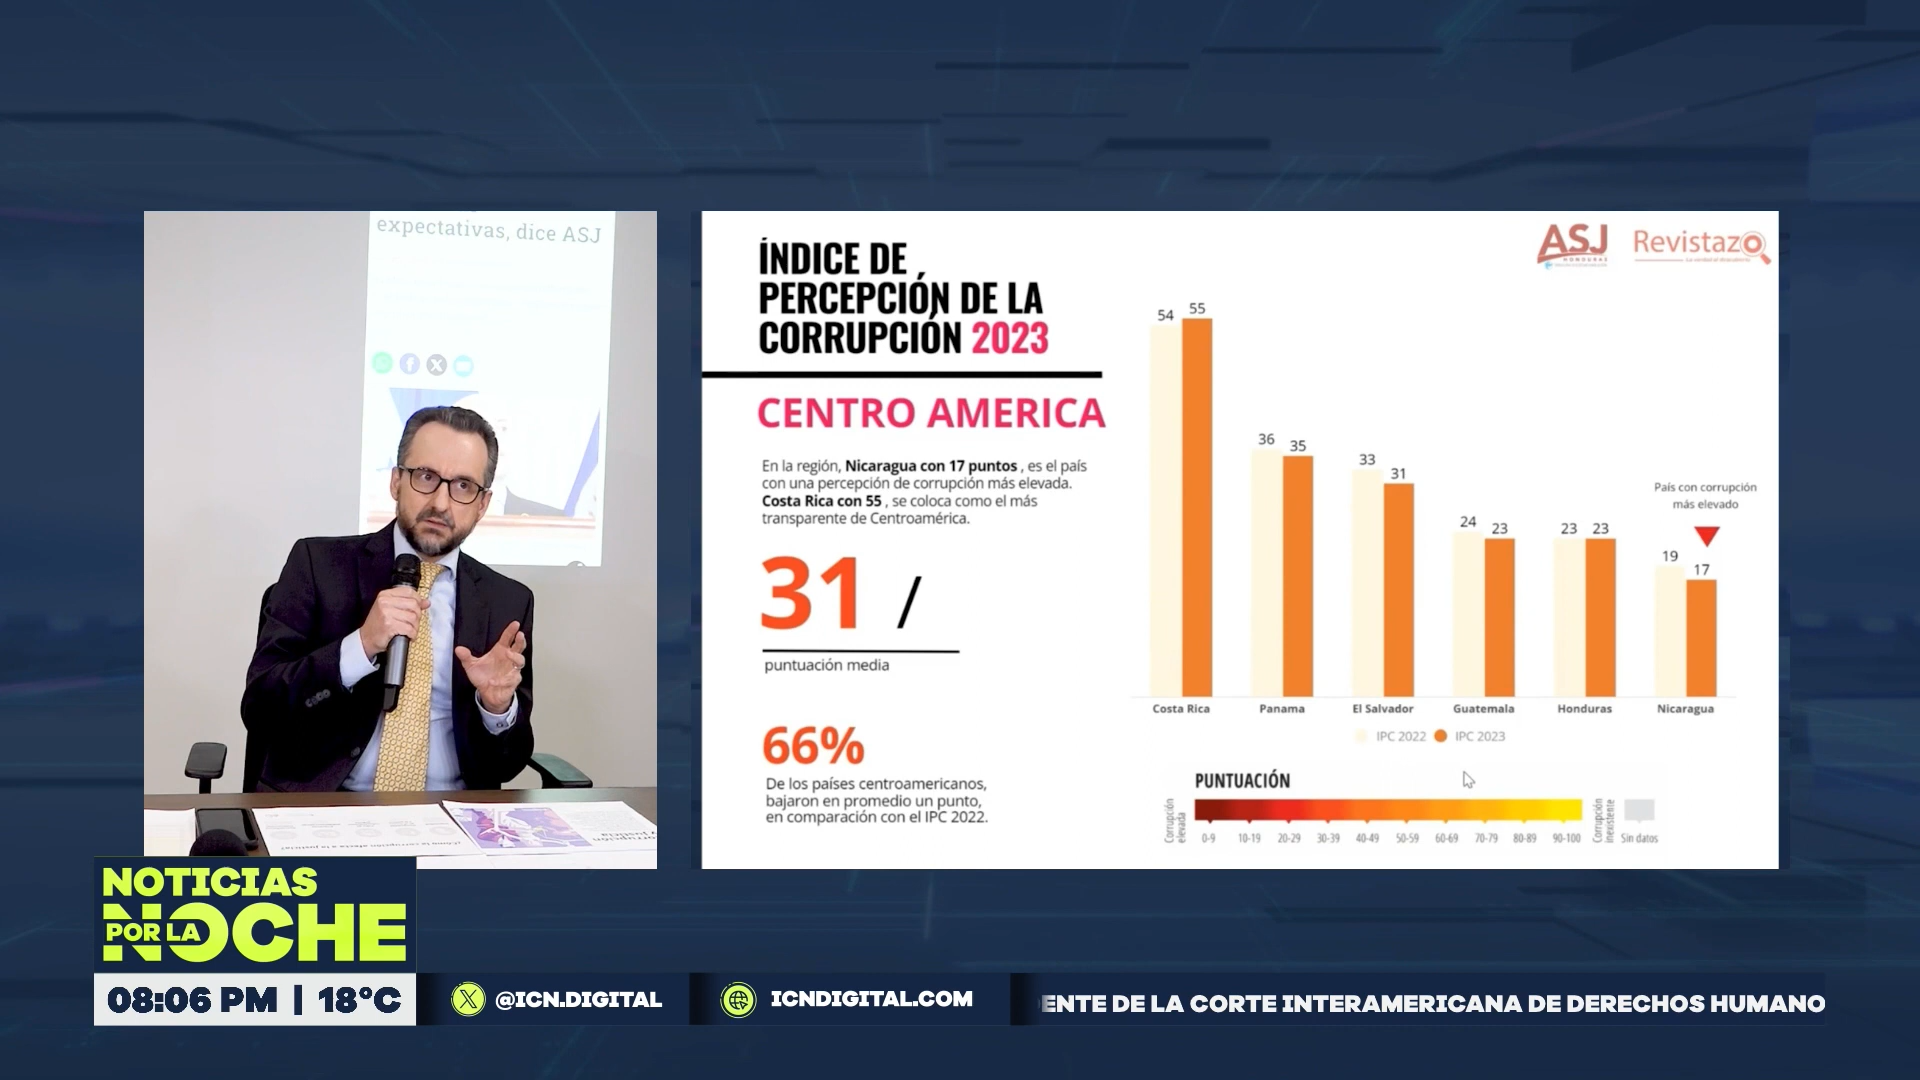 expectativas, dice ASJ
ÍNDICE DE
PERCEPCIÓN DE LA
CORRUPCIÓN 2023
CENTRO AMERICA
En la región, Nicaragua con 17 puntos , es el país
con una percepción de corrupción más elevada.
Costa Rica con 55 , se coloca como el más
transparente de Centroamérica.
31 /
puntuación media
66%
De los países centroamericanos,
bajaron en promedio un punto,
en comparación con el IPC 2022.
ASJ
HONDURAS
Revistazo
54 55
36 35
33 31
24 23
23 23
19 17
País con corrupción
más elevado
Costa Rica Panama El Salvador Guatemala Honduras Nicaragua
IPC 2022 IPC 2023
PUNTUACIÓN
Corrupción
elevada
0-9 10-19 20-29 30-39 40-49 50-59 60-69 70-79 80-89 90-100
Corrupción
inexistente
Sin datos
NOTICIAS
POR LA
NOCHE
08:06 PM | 18°C
@ICN.DIGITAL
ICNDIGITAL.COM
ENTE DE LA CORTE INTERAMERICANA DE DERECHOS HUMANO